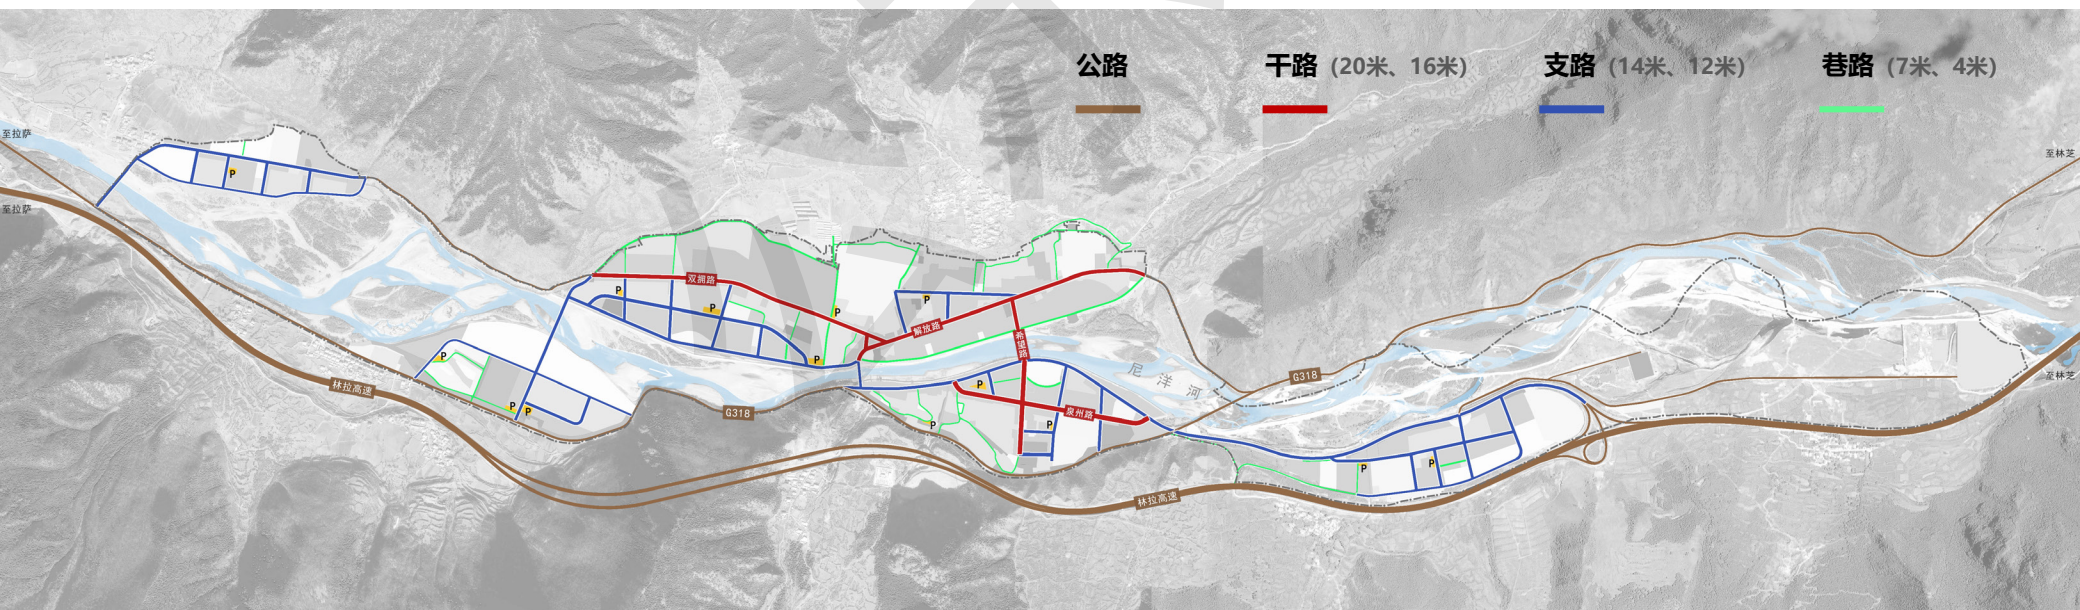 公路
干路（20米、16米）
支路（14米、12米）
巷路（7米、4米）
至拉萨
至林芝
P
至拉萨
双拥路
P
P
P
P
解放路
希望路
P
P
尼洋河
G318
至林芝
林拉高速
P
G318
P
P
P
泉州路
P
P
P
P
林拉高速